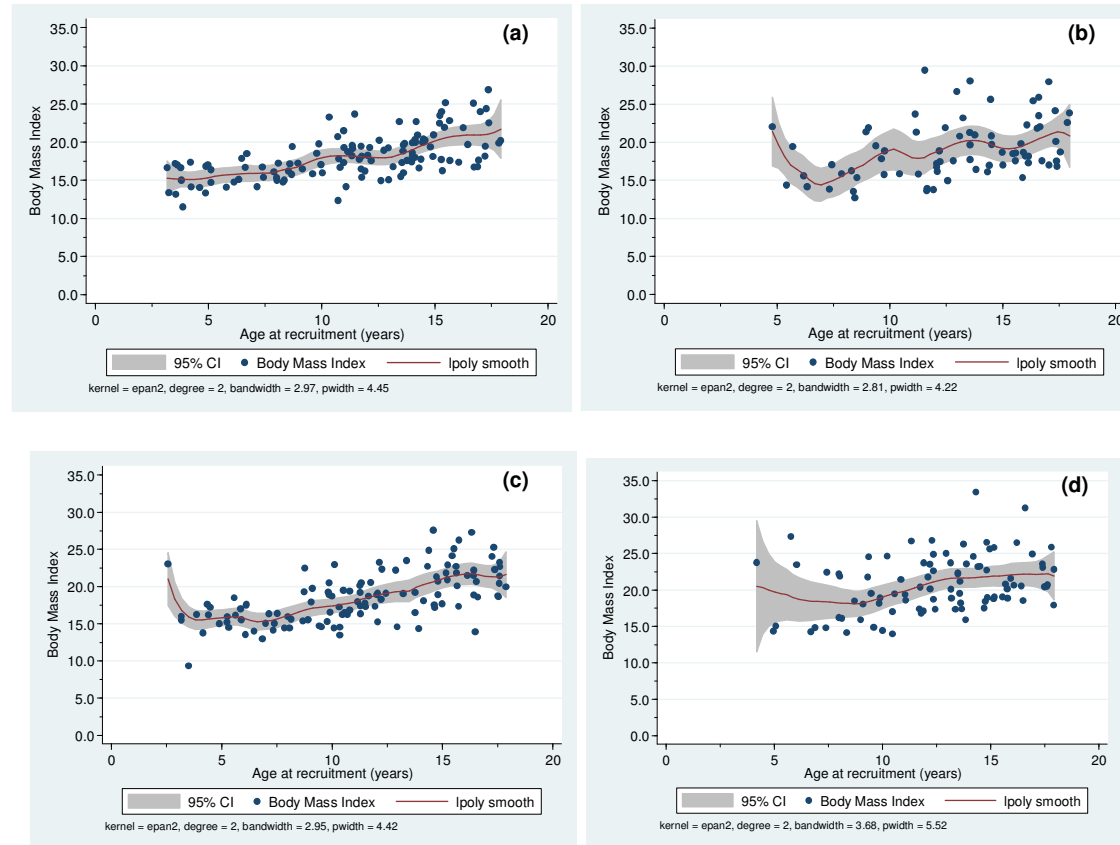 (a)
35.0
30.0
25.0
20.0
15.0
10.0
5.0
0.0
Body Mass Index
0 5 10 15 20
Age at recruitment (years)
95% CI Body Mass Index lpoly smooth
kernel = epan2, degree = 2, bandwidth = 2.97, pwidth = 4.45
(b)
35.0
30.0
25.0
20.0
15.0
10.0
5.0
0.0
Body Mass Index
0 5 10 15 20
Age at recruitment (years)
95% CI Body Mass Index lpoly smooth
kernel = epan2, degree = 2, bandwidth = 2.81, pwidth = 4.22
(c)
35.0
30.0
25.0
20.0
15.0
10.0
5.0
0.0
Body Mass Index
0 5 10 15 20
Age at recruitment (years)
95% CI Body Mass Index lpoly smooth
kernel = epan2, degree = 2, bandwidth = 2.95, pwidth = 4.42
(d)
35.0
30.0
25.0
20.0
15.0
10.0
5.0
0.0
Body Mass Index
0 5 10 15 20
Age at recruitment (years)
95% CI Body Mass Index lpoly smooth
kernel = epan2, degree = 2, bandwidth = 3.68, pwidth = 5.52